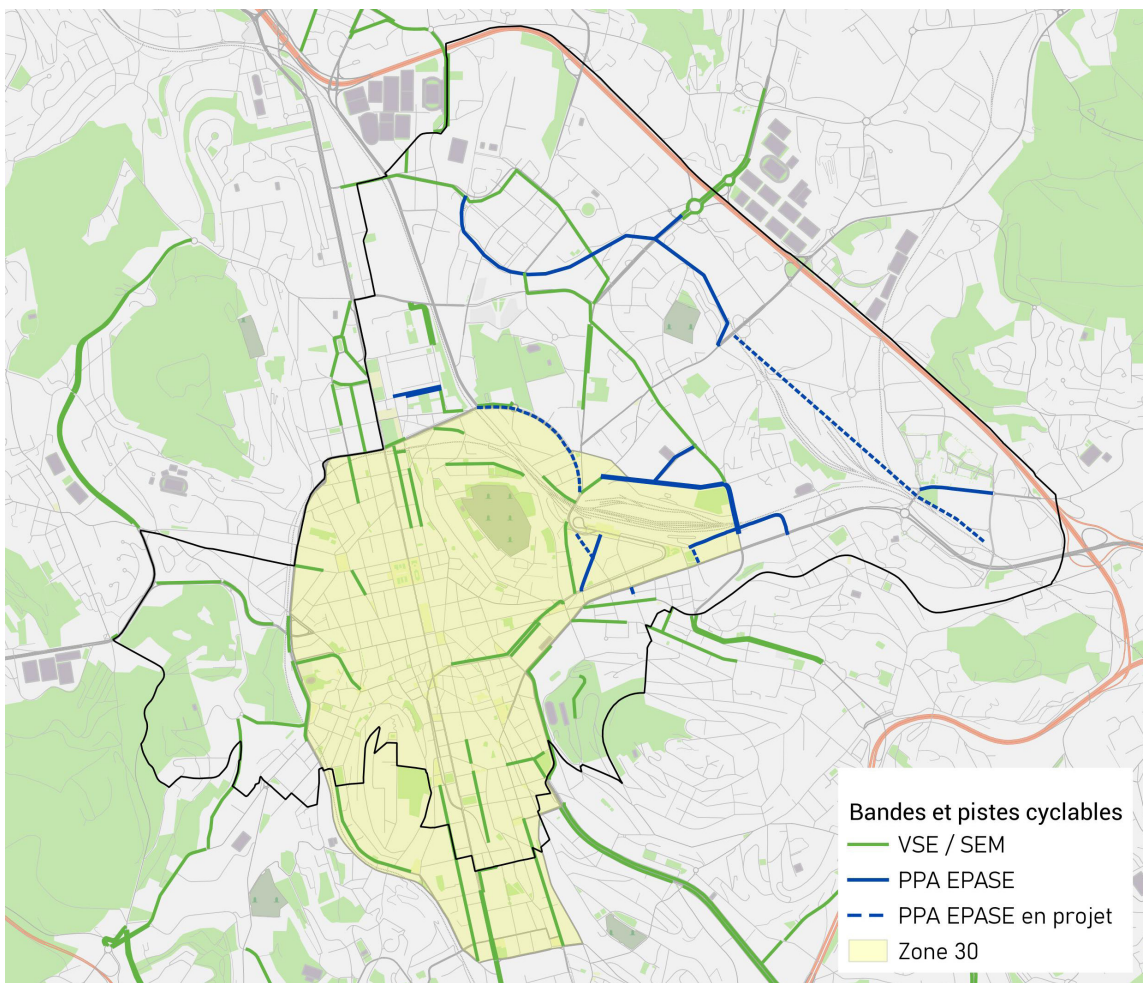 Bandes et pistes cyclables
VSE / SEM
PPA EPASE
PPA EPASE en projet
Zone 30